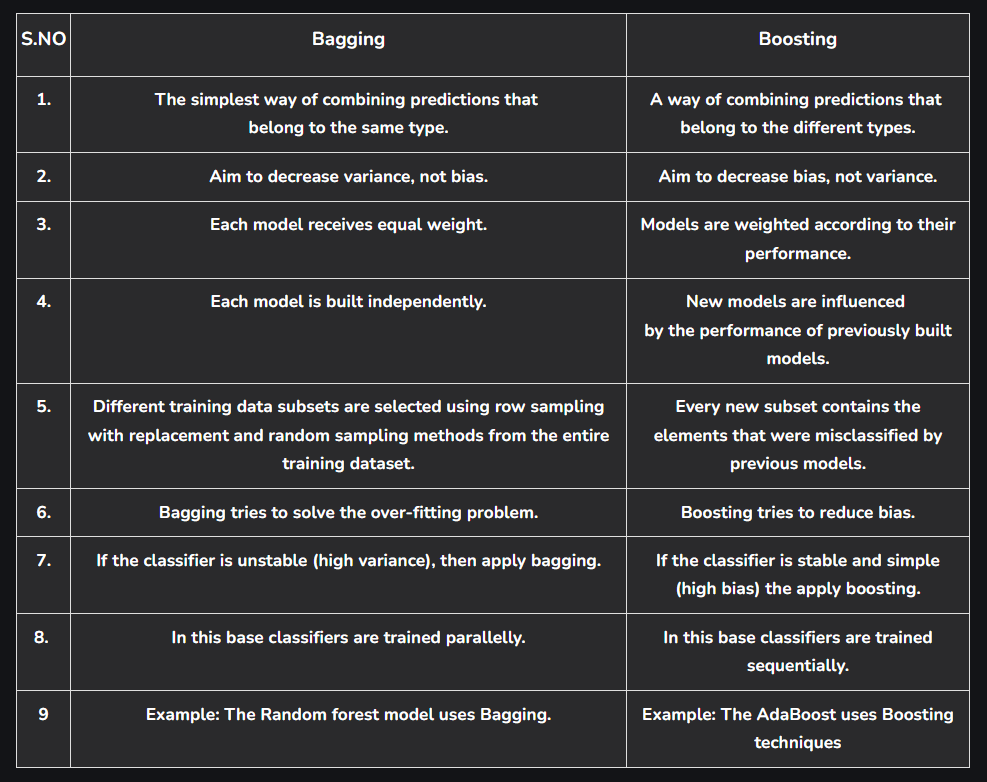 S.NO Bagging Boosting
1. The simplest way of combining predictions that
belong to the same type. A way of combining predictions that
belong to the different types.
2. Aim to decrease variance, not bias. Aim to decrease bias, not variance.
3. Each model receives equal weight. Models are weighted according to their
performance.
4. Each model is built independently. New models are influenced
by the performance of previously built
models.
5. Different training data subsets are selected using row sampling
with replacement and random sampling methods from the entire
training dataset. Every new subset contains the
elements that were misclassified by
previous models.
6. Bagging tries to solve the over-fitting problem. Boosting tries to reduce bias.
7. If the classifier is unstable (high variance), then apply bagging. If the classifier is stable and simple
(high bias) the apply boosting.
8. In this base classifiers are trained parallelly. In this base classifiers are trained
sequentially.
9 Example: The Random forest model uses Bagging. Example: The AdaBoost uses Boosting
techniques